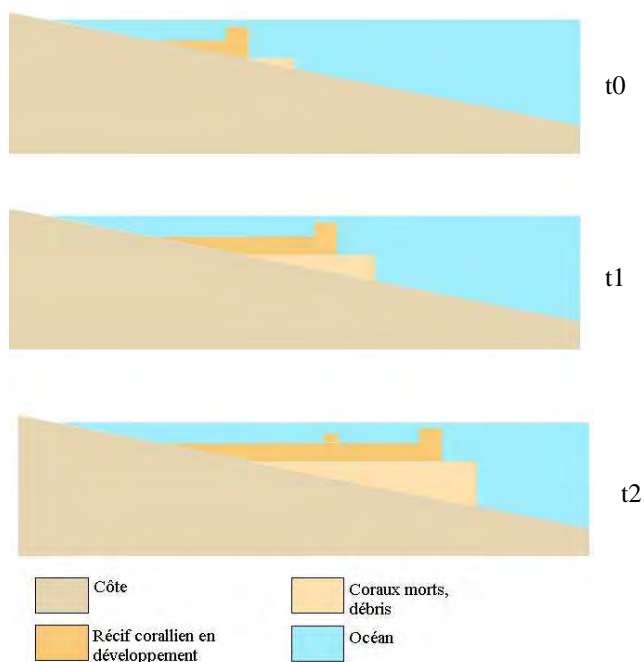 t0
t1
t2
Côte
Coraux morts,
débris
Récif corallien en
développement
Océan